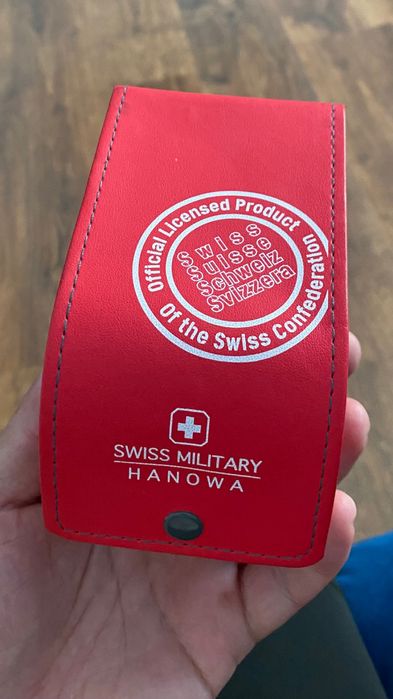 Official Licensed Product
Swiss
Suisse
Schweiz
Svizzera
Of the Swiss Confederation
SWISS MILITARY
HANOWA